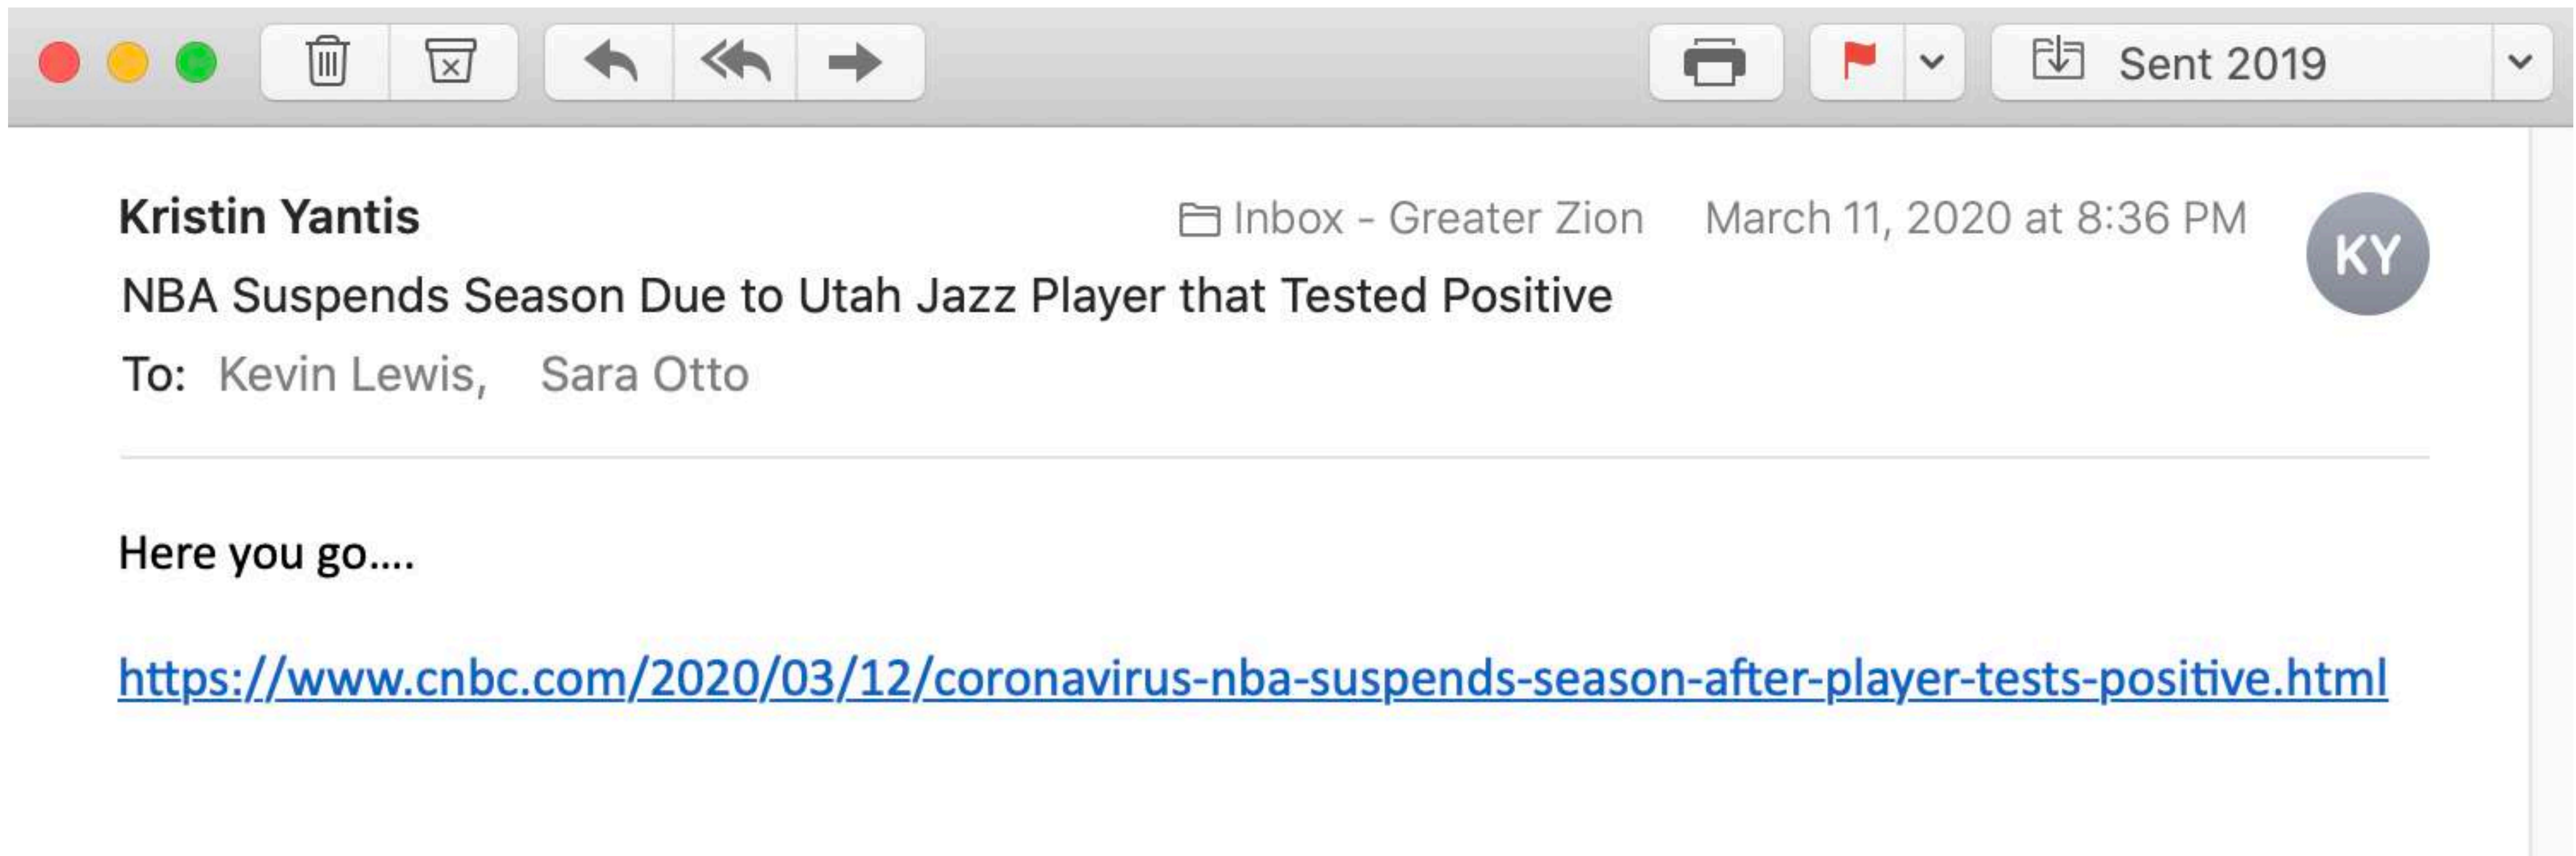 Sent 2019
Kristin Yantis Inbox - Greater Zion March 11, 2020 at 8:36 PM
KY
NBA Suspends Season Due to Utah Jazz Player that Tested Positive
To: Kevin Lewis, Sara Otto
Here you go....
https://www.cnbc.com/2020/03/12/coronavirus-nba-suspends-season-after-player-tests-positive.html